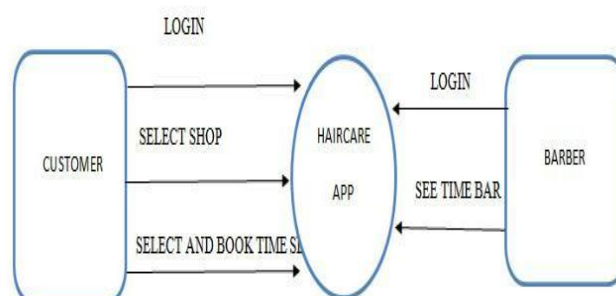 LOGIN
LOGIN
CUSTOMER
SELECT SHOP
HAIRCARE
APP
BARBER
SEE TIME BAR
SELECT AND BOOK TIME